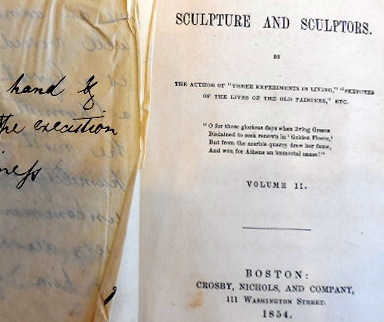 hand of
the execution
ness
SCULPTURE AND SCULPTORS.
BY
THE AUTHOR OF "THREE EXPERIMENTS IN LIVING," "SKETCHES
OF THE LIVES OF THE OLD PAINTERS," ETC.
"O for those glorious days when living Greece
Disdained to seek renown in 'Golden Fleece,'
But from the marble quarry drew her fame,
And won for Athens an immortal name!"
VOLUME II.
BOSTON:
CROSBY, NICHOLS, AND COMPANY,
111 WASHINGTON STREET.
1854.